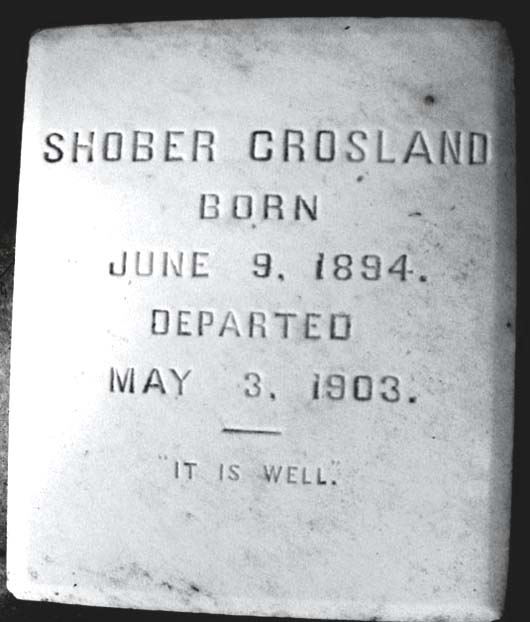 SHOBER CROSLAND
BORN
JUNE 9. 1894.
DEPARTED
MAY 3. 1903.
"IT IS WELL."